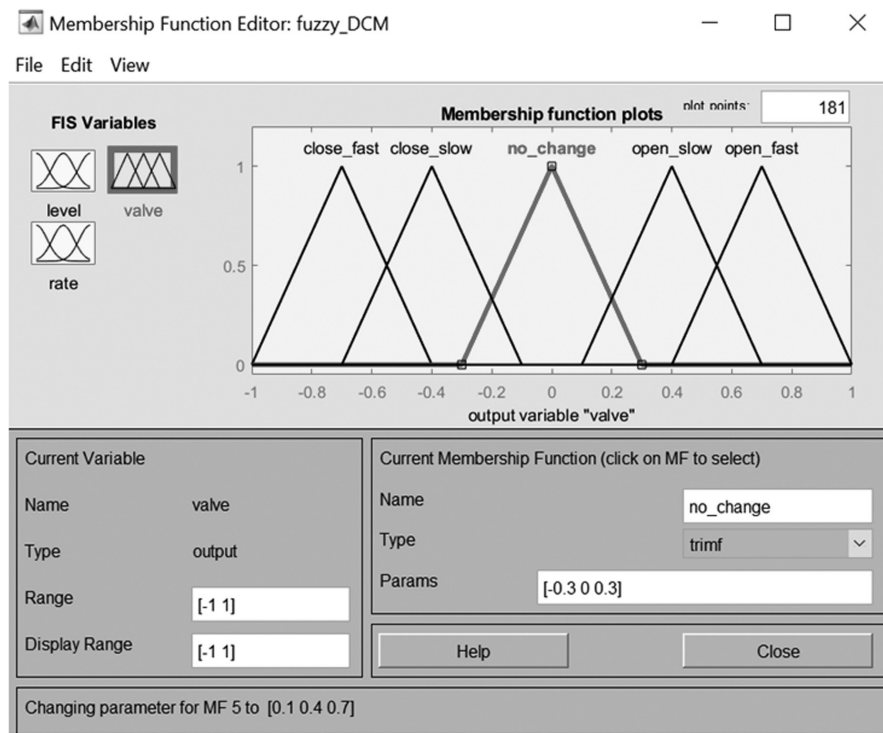 Membership Function Editor: fuzzy_DCM
File Edit View
FIS Variables
level
valve
rate
Membership function plots
plot points:
181
close_fast close_slow no_change open_slow open_fast
1
0.5
0
-1 -0.8 -0.6 -0.4 -0.2 0 0.2 0.4 0.6 0.8 1
output variable "valve"
Current Variable
Name valve
Type output
Range [-1 1]
Display Range [-1 1]
Current Membership Function (click on MF to select)
Name no_change
Type trimf
Params [-0.3 0 0.3]
Help Close
Changing parameter for MF 5 to [0.1 0.4 0.7]